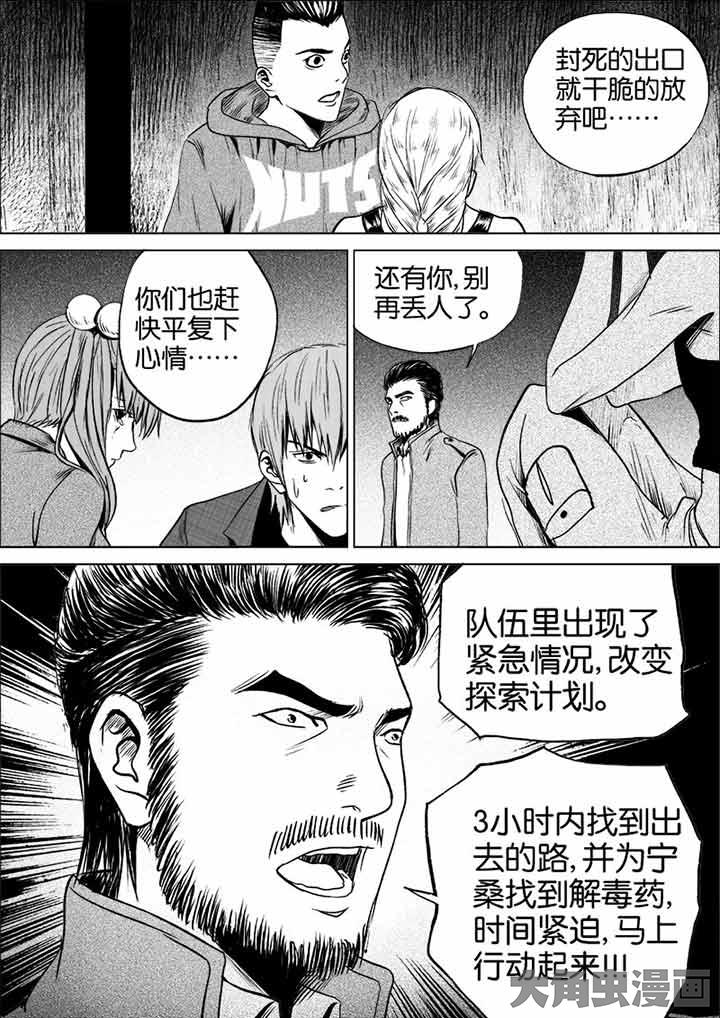 封死的出口
就干脆的放
弃吧……
NUTS
你们也赶
快平复下
心情……
还有你,别
再丢人了。
队伍里出现了
紧急情况,改变
探索计划。
3小时内找到出
去的路,并为宁
桑找到解毒药,
时间紧迫,马上
行动起来!!!
大角虫漫画